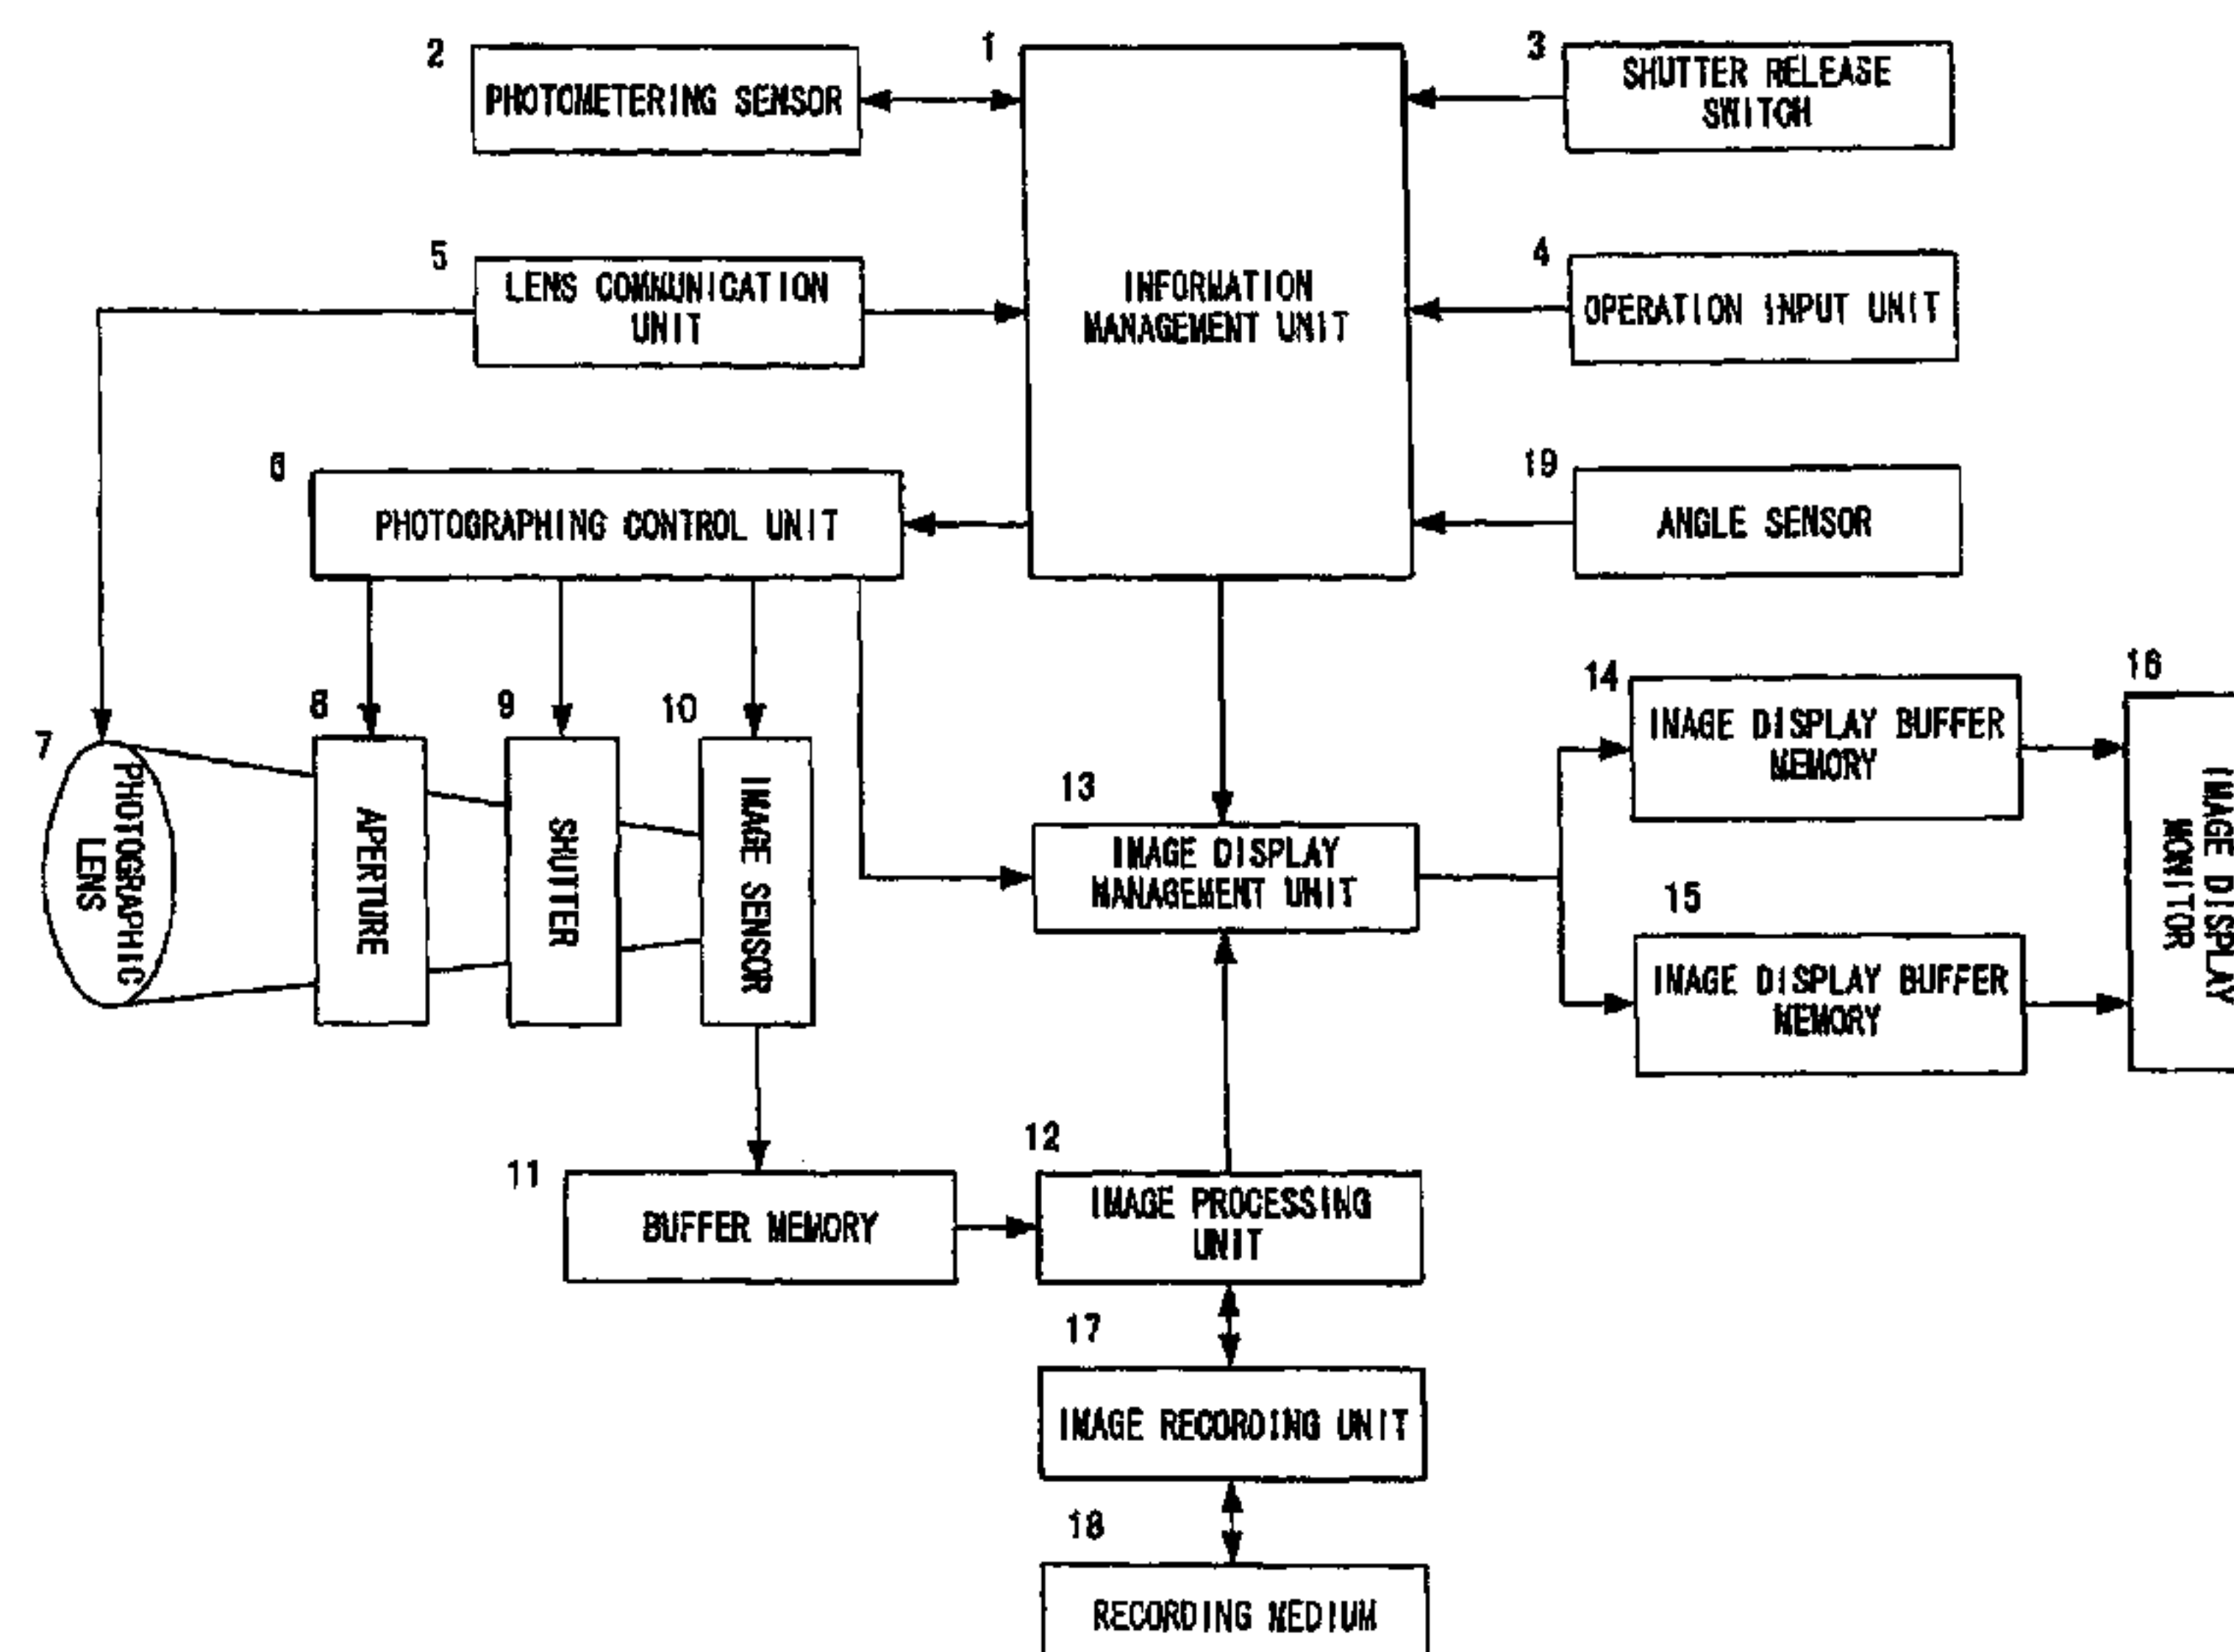 2
PHOTOMETERING SENSOR
1
INFORMATION
MANAGEMENT UNIT
3
SHUTTER RELEASE
SWITCH
5
LENS COMMUNICATION
UNIT
4
OPERATION INPUT UNIT
6
PHOTOGRAPHING CONTROL UNIT
19
ANGLE SENSOR
7
PHOTOGRAPHIC
LENS
8
APERTURE
9
SHUTTER
10
IMAGE SENSOR
13
IMAGE DISPLAY
MANAGEMENT UNIT
14
IMAGE DISPLAY BUFFER
MEMORY
15
IMAGE DISPLAY BUFFER
MEMORY
16
IMAGE DISPLAY
MONITOR
11
BUFFER MEMORY
12
IMAGE PROCESSING
UNIT
17
IMAGE RECORDING UNIT
18
RECORDING MEDIUM